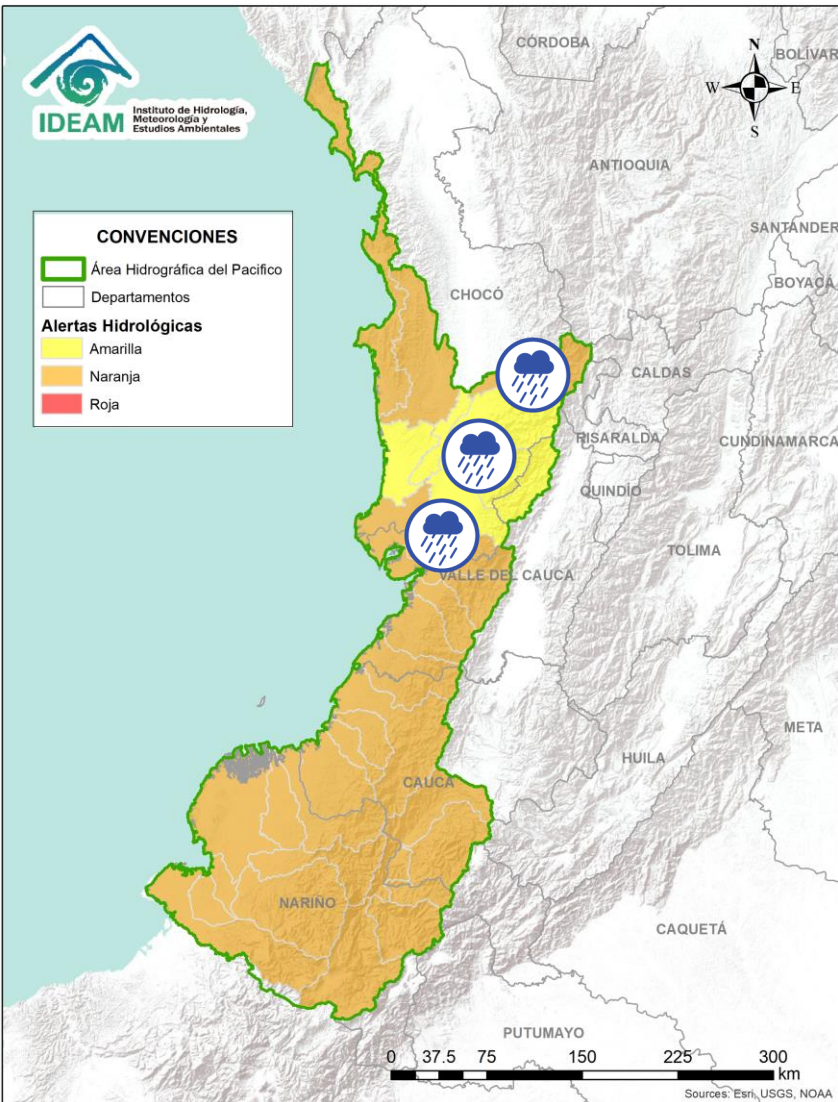 IDEAM
Instituto de Hidrología,
Meteorología y
Estudios Ambientales
CÓRDOBA
BOLIVAR
N
W
E
S
ANTIOQUIA
SANTANDER
BOYACÁ
CONVENCIONES
Área Hidrográfica del Pacifico
Departamentos
Alertas Hidrológicas
Amarilla
Naranja
Roja
CHOCÓ
CALDAS
RISARALDA
CUNDINAMARCA
QUINDÍO
TOLIMA
VALLE DEL CAUCA
META
HUILA
CAUCA
NARIÑO
CAQUETÁ
PUTUMAYO
0 37.5 75 150 225 300
km
Sources: Esri, USGS, NOAA